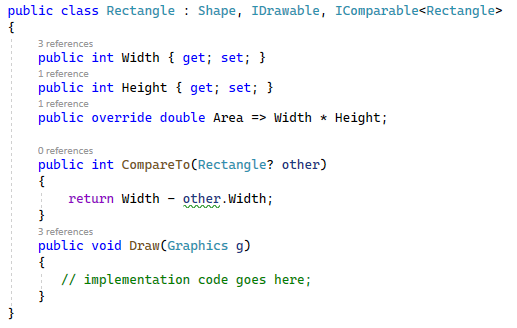 public class Rectangle : Shape, IDrawable, IComparable<Rectangle>
{
3 references
public int Width { get; set; }
1 reference
public int Height { get; set; }
1 reference
public override double Area => Width * Height;
0 references
public int CompareTo(Rectangle? other)
{
return Width - other.Width;
}
3 references
public void Draw(Graphics g)
{
// implementation code goes here;
}
}